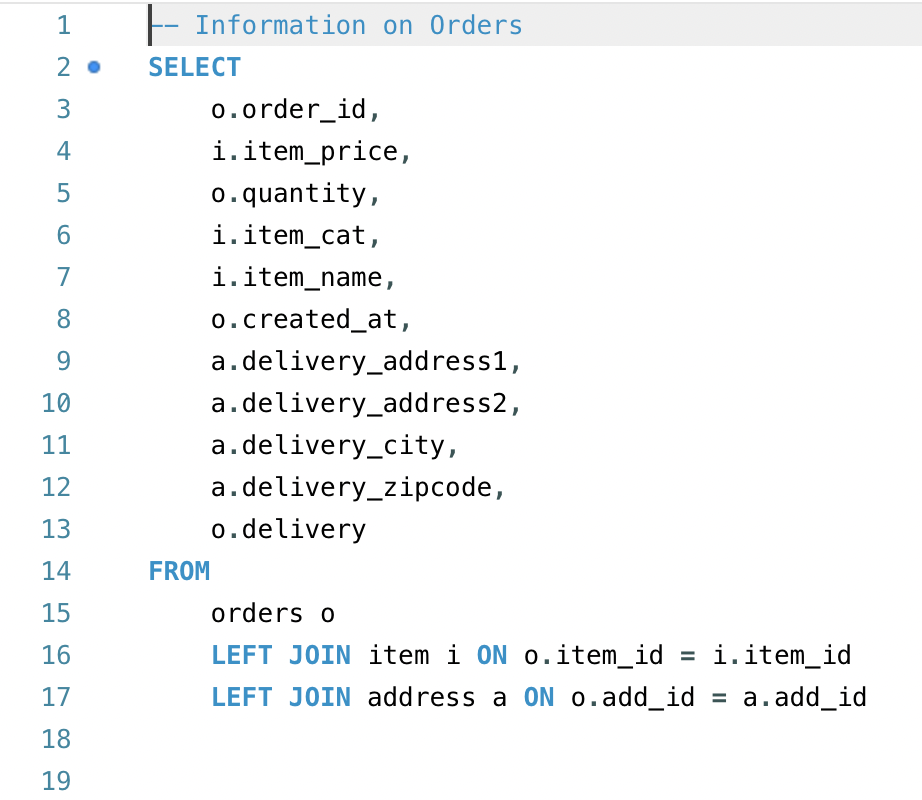 1 -- Information on Orders
2 SELECT
3 o.order_id,
4 i.item_price,
5 o.quantity,
6 i.item_cat,
7 i.item_name,
8 o.created_at,
9 a.delivery_address1,
10 a.delivery_address2,
11 a.delivery_city,
12 a.delivery_zipcode,
13 o.delivery
14 FROM
15 orders o
16 LEFT JOIN item i ON o.item_id = i.item_id
17 LEFT JOIN address a ON o.add_id = a.add_id
18
19